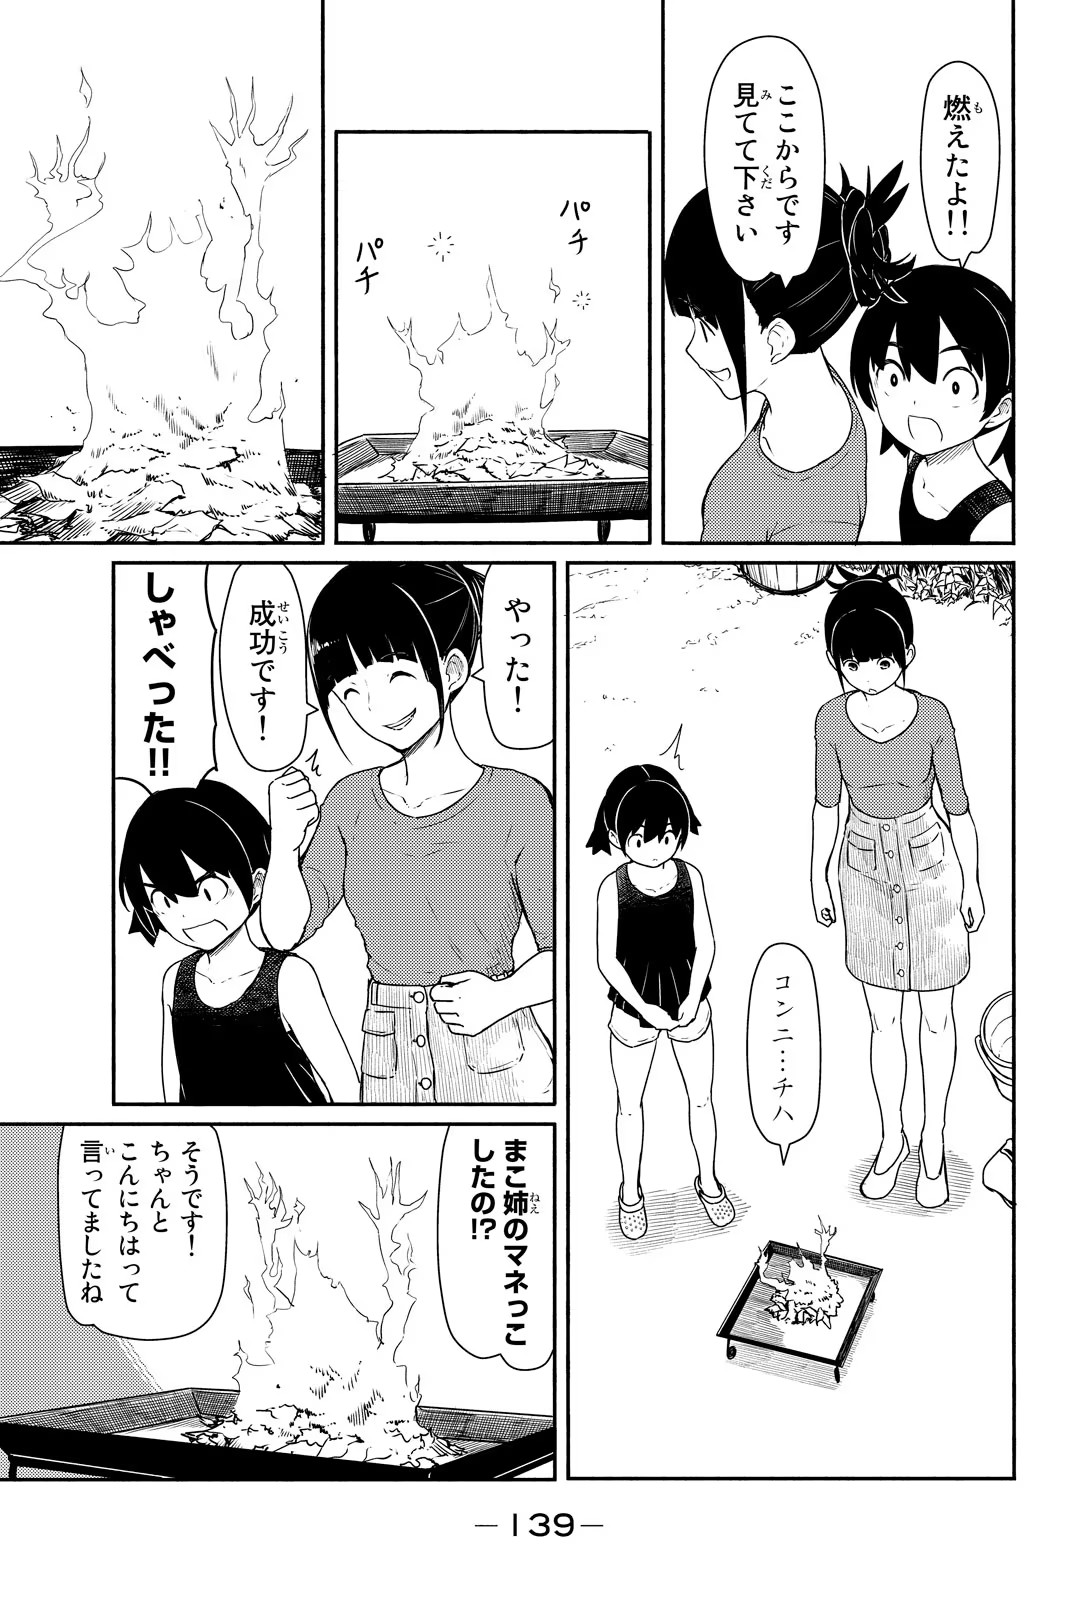 燃えたよ!!
ここからです
見てて下さい
パチ
パチ
コンニ…チハ
やった!
成功です!
しゃべった!!
まこ姉のマネっこ
したの!?
そうです!
ちゃんと
こんにちはって
言ってましたね
—139—